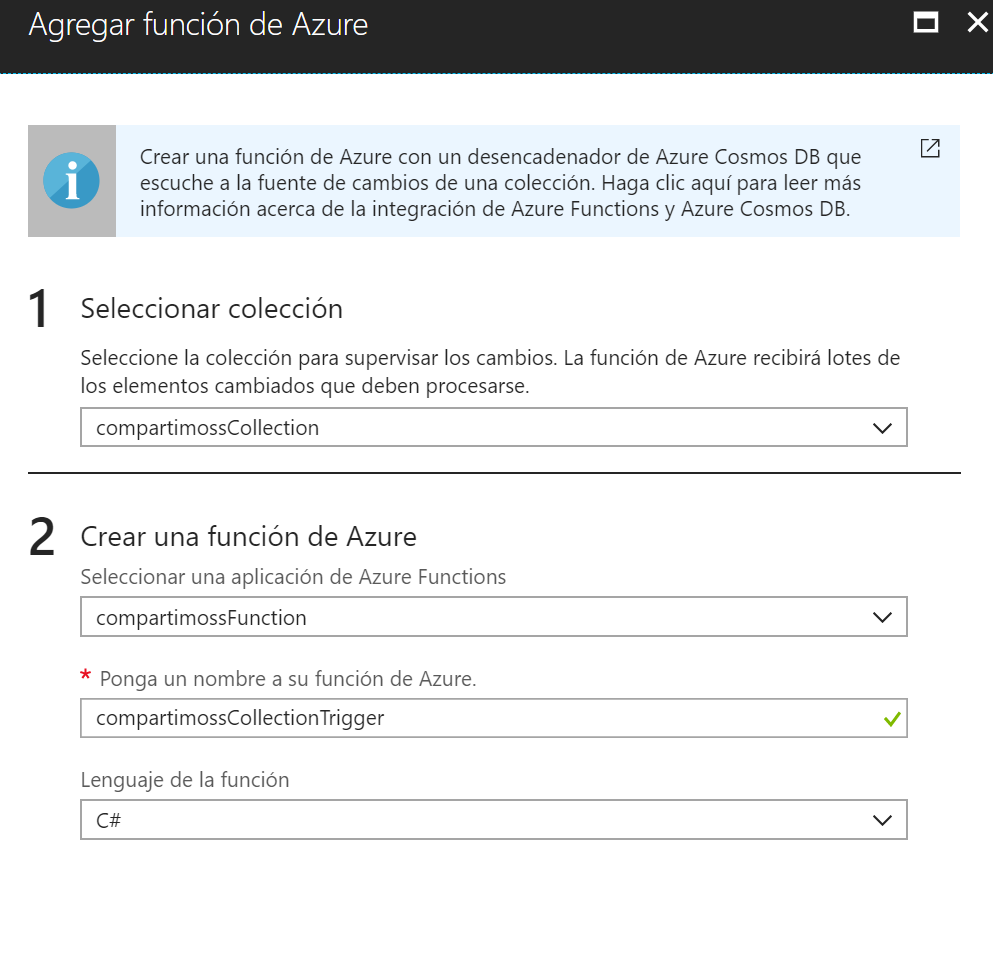 Agregar función de Azure
Crear una función de Azure con un desencadenador de Azure Cosmos DB que
escuche a la fuente de cambios de una colección. Haga clic aquí para leer más
información acerca de la integración de Azure Functions y Azure Cosmos DB.
1 Seleccionar colección
Seleccione la colección para supervisar los cambios. La función de Azure recibirá lotes de
los elementos cambiados que deben procesarse.
compartimossCollection
2 Crear una función de Azure
Seleccionar una aplicación de Azure Functions
compartimossFunction
* Ponga un nombre a su función de Azure.
compartimossCollectionTrigger
Lenguaje de la función
C#